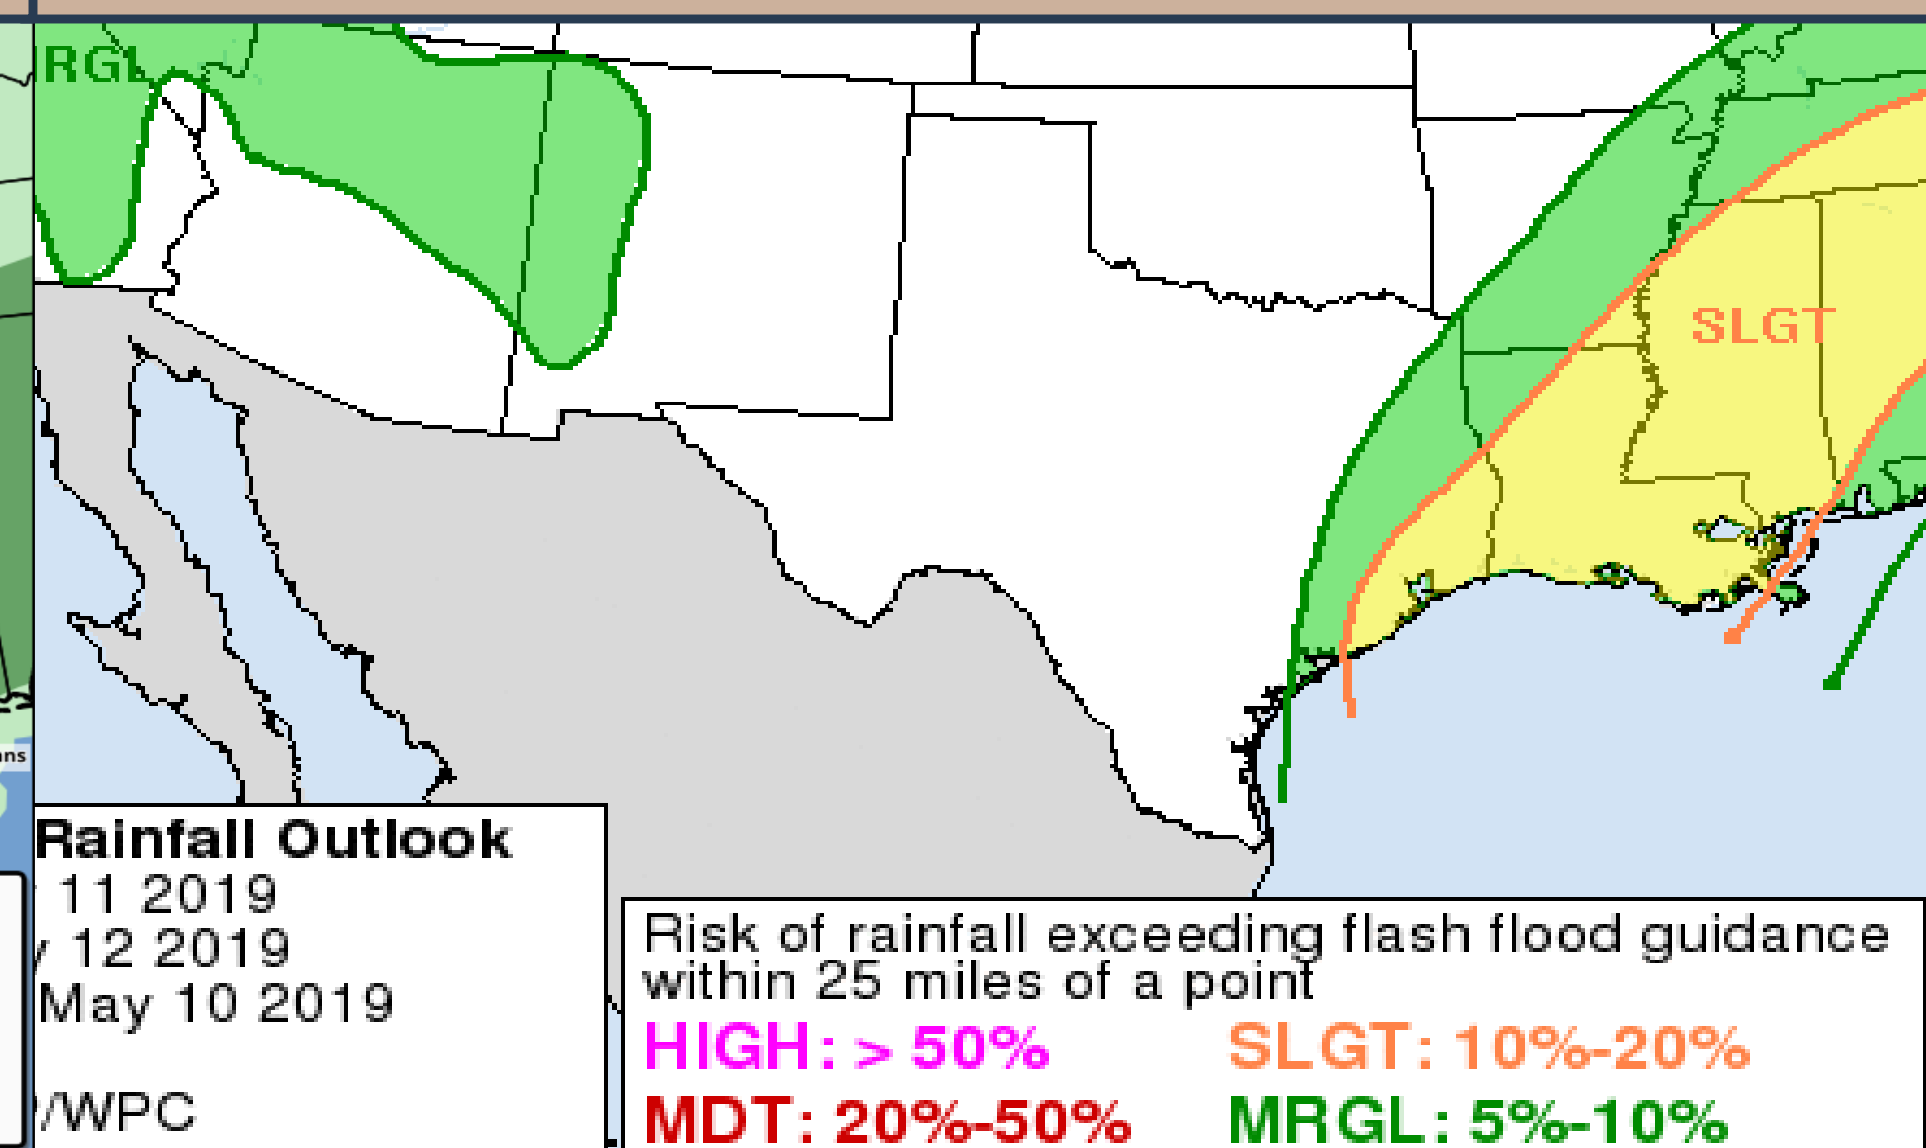 RGL
SLGT
ns
Rainfall Outlook
11 2019
12 2019
May 10 2019
/WPC
Risk of rainfall exceeding flash flood guidance
within 25 miles of a point
HIGH: > 50% SLGT: 10%-20%
MDT: 20%-50% MRGL: 5%-10%